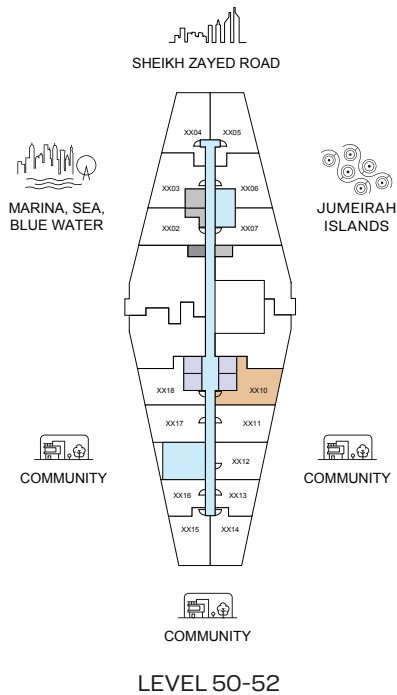 SHEIKH ZAYED ROAD
XX04
XX05
MARINA, SEA,
BLUE WATER
JUMEIRAH
ISLANDS
XX03
XX06
XX02
XX07
XX18
XX10
XX17
XX11
COMMUNITY
XX12
COMMUNITY
XX16
XX13
XX15
XX14
COMMUNITY
LEVEL 50-52